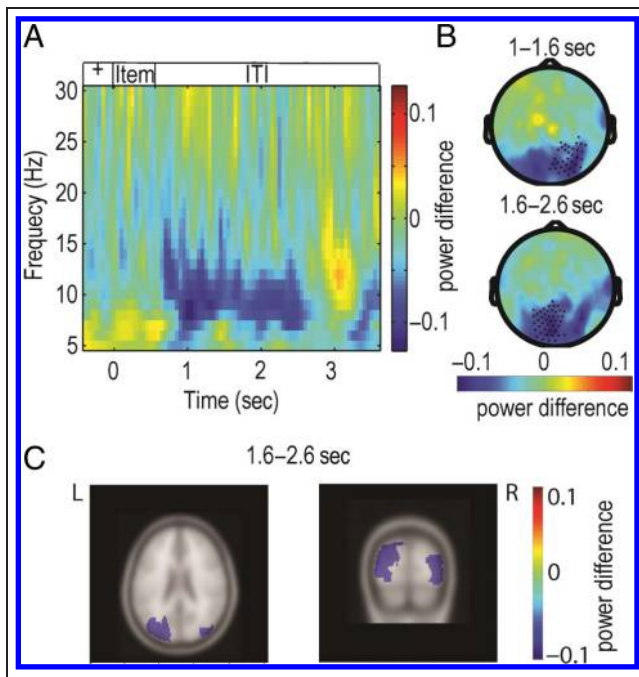 A
B
+ Item ITI
1–1.6 sec
30
25
20
15
10
5
Frequecy (Hz)
0 1 2 3
Time (sec)
0.1
0
−0.1
power difference
1.6–2.6 sec
−0.1 0 0.1
power difference
C
1.6–2.6 sec
L
R
0.1
0
−0.1
power difference